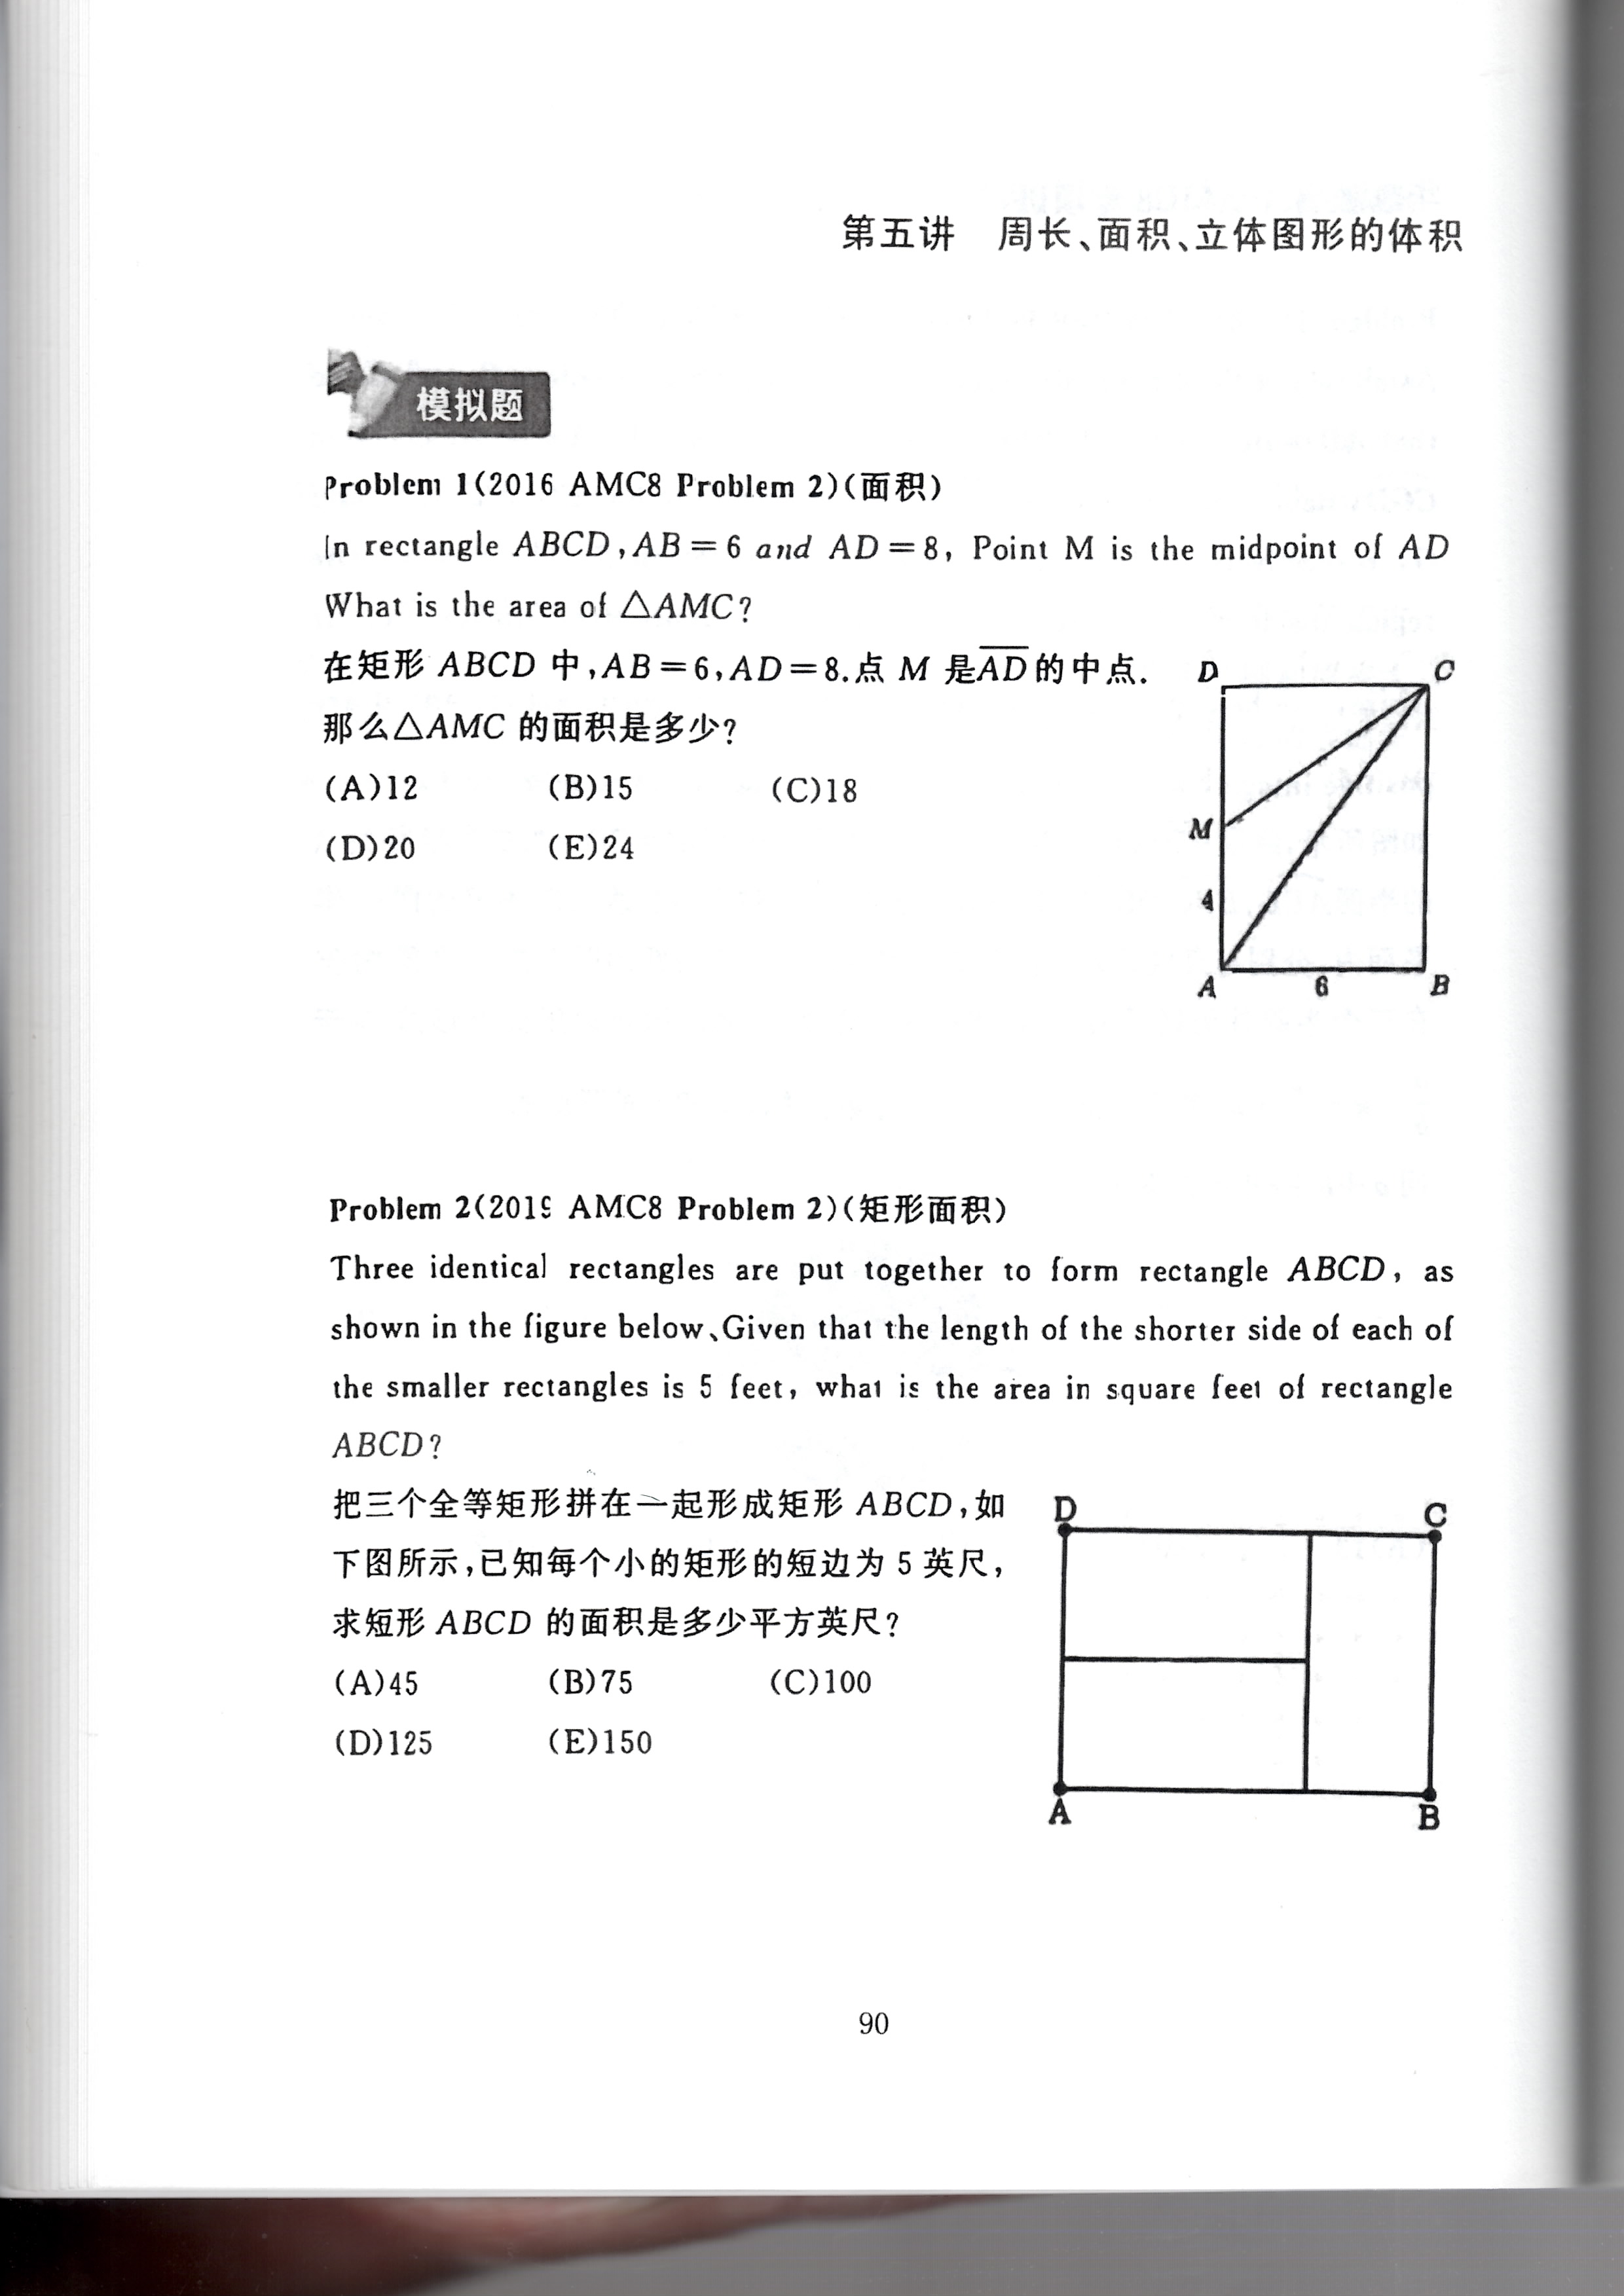 第五讲 周长、面积、立体图形的体积
模拟题
Problem 1(2016 AMC8 Problem 2)(面积)
In rectangle ABCD,AB=6 and AD=8, Point M is the midpoint of AD
What is the area of △AMC?
在矩形 ABCD 中,AB=6,AD=8.点 M 是AD的中点.
那么△AMC 的面积是多少?
(A)12 (B)15 (C)18
(D)20 (E)24
D C
M
4
A 6 B
Problem 2(2019 AMC8 Problem 2)(矩形面积)
Three identical rectangles are put together to form rectangle ABCD, as
shown in the figure below、Given that the length of the shorter side of each of
the smaller rectangles is 5 feet, what is the area in square feet of rectangle
ABCD?
把三个全等矩形拼在一起形成矩形 ABCD,如
下图所示,已知每个小的矩形的短边为 5 英尺,
求短形 ABCD 的面积是多少平方英尺?
(A)45 (B)75 (C)100
(D)125 (E)150
D C
A B
90